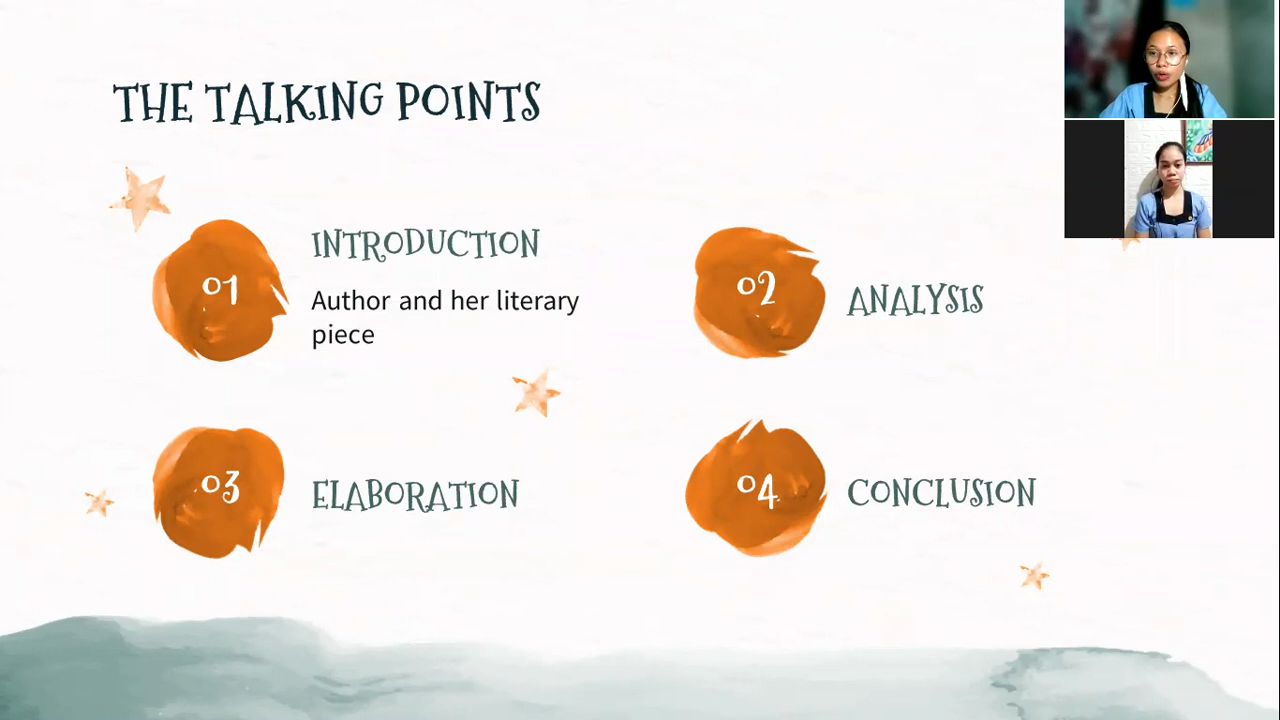 THE TALKING POINTS
01
INTRODUCTION
Author and her literary
piece
02
ANALYSIS
03
ELABORATION
04
CONCLUSION